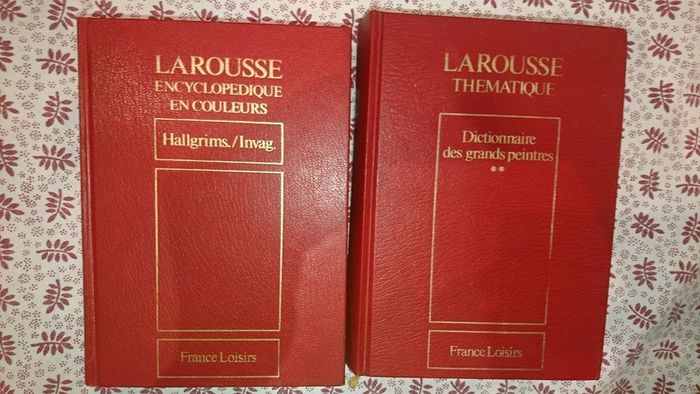 LAROUSSE
ENCYCLOPEDIQUE
EN COULEURS
Hallgrims./Invag.
France Loisirs
LAROUSSE
THEMATIQUE
Dictionnaire
des grands peintres
**
France Loisirs